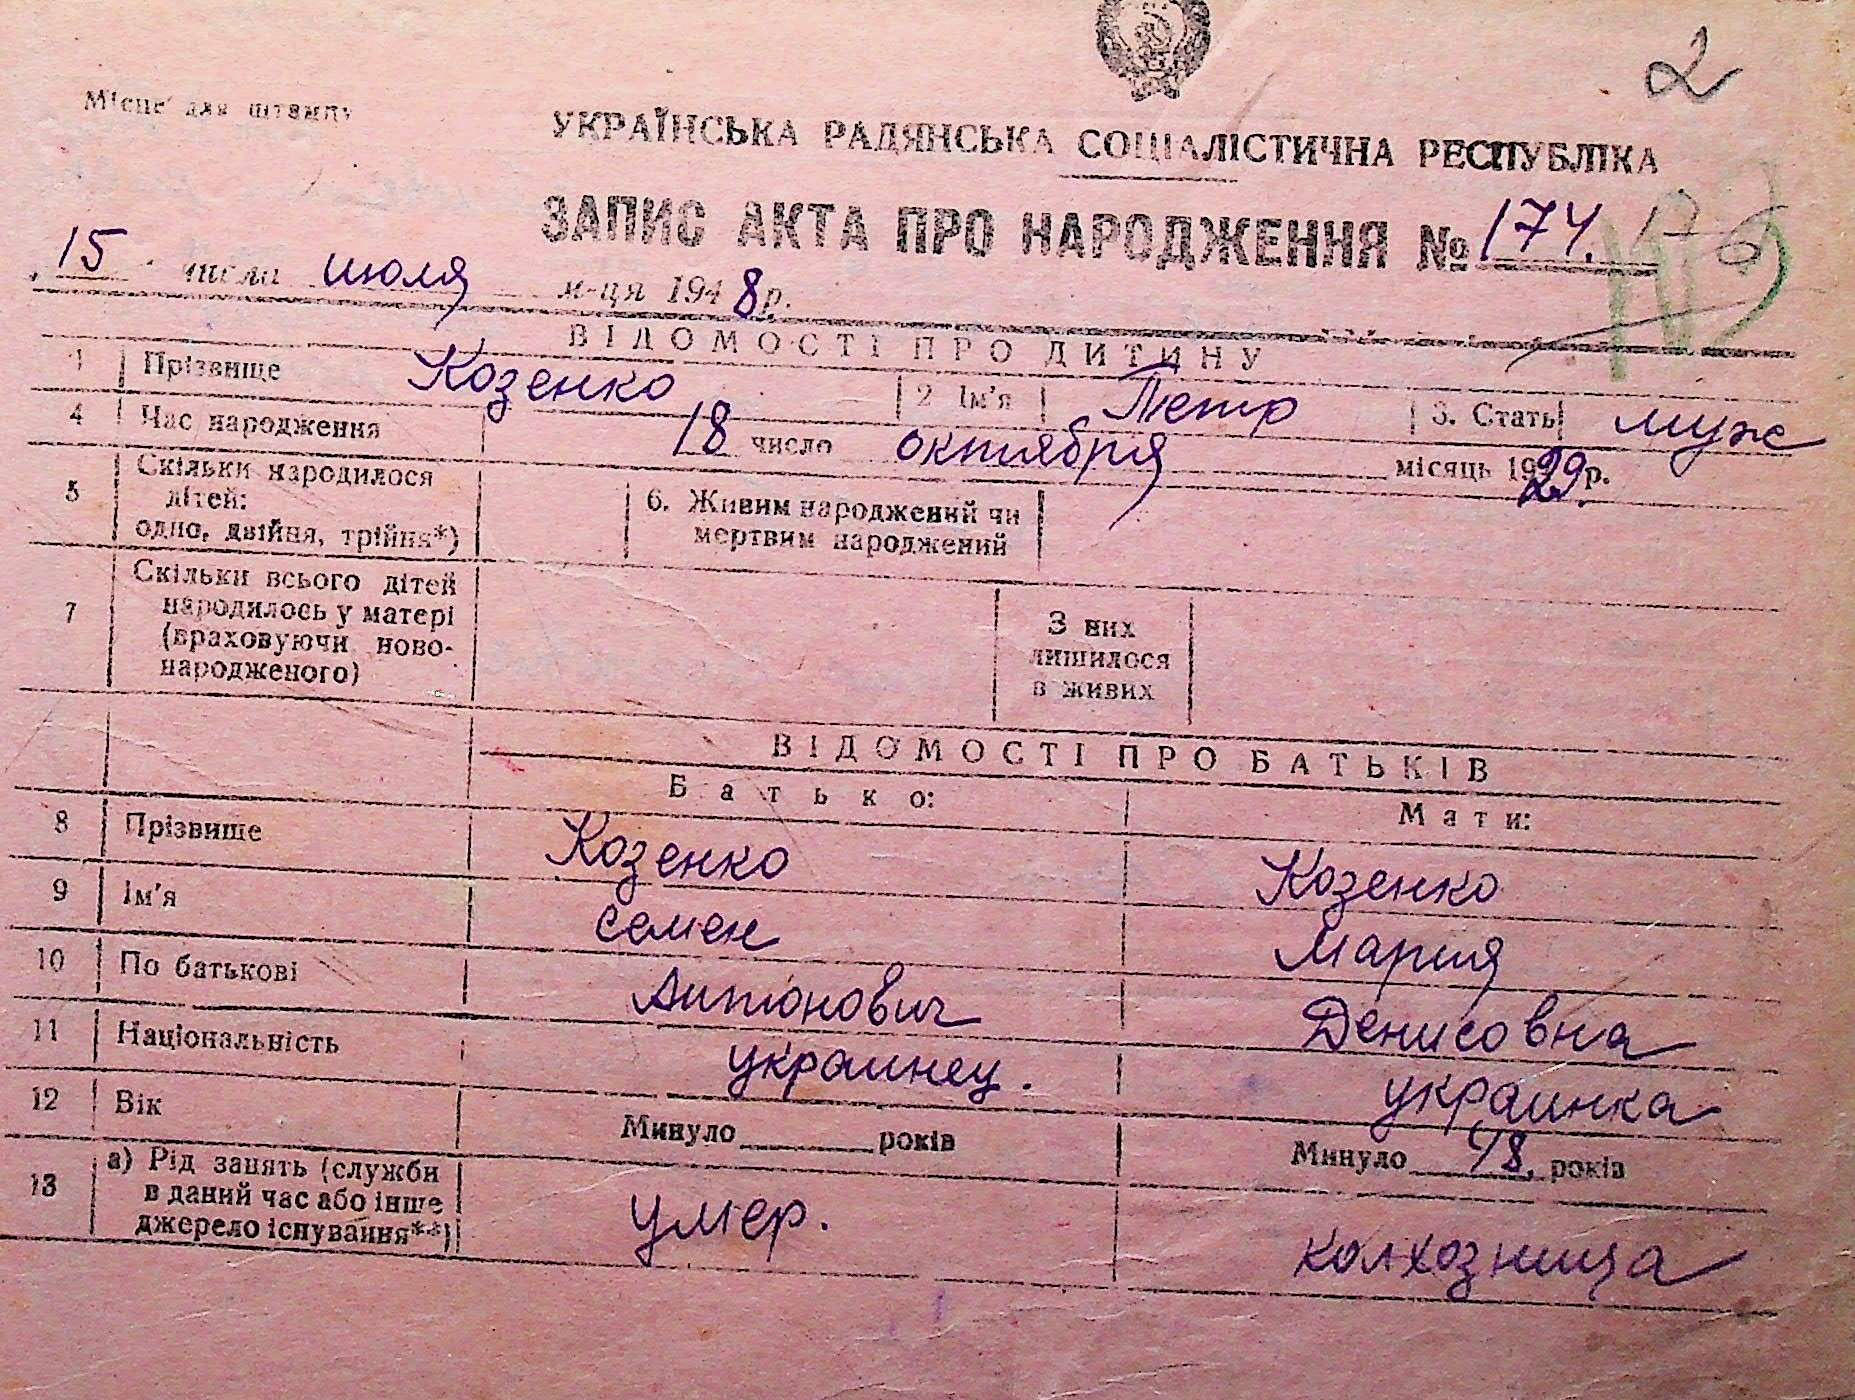 2
Місце для штампу
УКРАЇНСЬКА РАДЯНСЬКА СОЦІАЛІСТИЧНА РЕСПУБЛІКА
ЗАПИС АКТА ПРО НАРОДЖЕННЯ № 174.
15 числа июля м-ця 1948 р.
ВІДОМОСТІ ПРО ДИТИНУ
1 Прізвище Козенко 2 Ім'я Петр 3. Стать муж
4 Час народження 18 число октября місяць 1929 р.
5 Скільки народилося
дітей:
одно, двійня, трійня*)
6. Живим народжений чи
мертвим народжений
7 Скільки всього дітей
народилось у матері
(враховуючи ново-
народженого)
З них
лишилося
в живих
ВІДОМОСТІ ПРО БАТЬКІВ
Батько: Мати:
8 Прізвище Козенко Козенко
9 Ім'я Семен Мария
10 По батькові Антонович Денисовна
11 Національність украинец. украинка
12 Вік Минуло років Минуло 48. років
13 а) Рід занять (служби
в даний час або інше
джерело існування**)
умер. колхозница